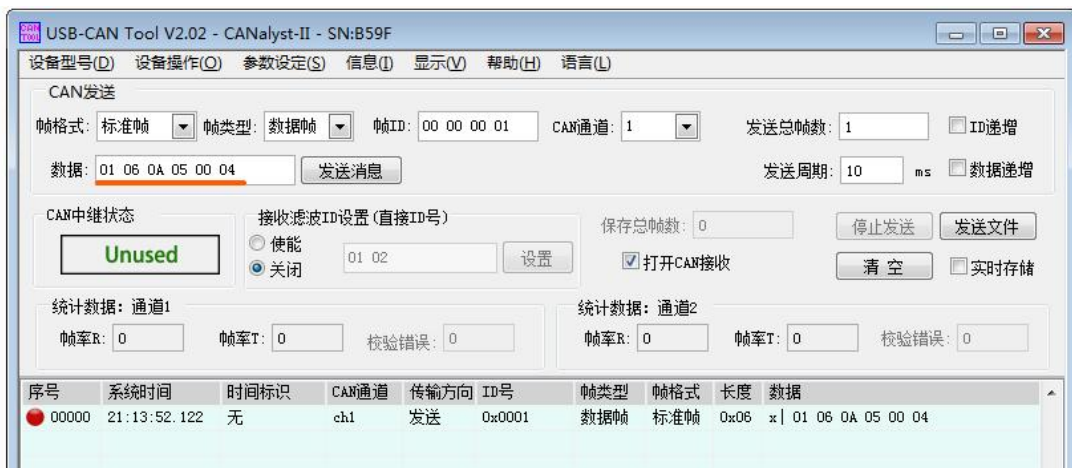 USB-CAN Tool V2.02 - CANalyst-II - SN:B59F
设备型号(D) 设备操作(O) 参数设定(S) 信息(I) 显示(V) 帮助(H) 语言(L)
CAN发送
帧格式: 标准帧 帧类型: 数据帧 帧ID: 00 00 00 01 CAN通道: 1 发送总帧数: 1 ID递增
数据: 01 06 0A 05 00 04 发送消息 发送周期: 10 ms 数据递增
CAN中继状态
Unused
接收滤波ID设置(直接ID号)
使能
关闭
01 02 设置
保存总帧数: 0 停止发送 发送文件
打开CAN接收 清空 实时存储
统计数据: 通道1
帧率R: 0 帧率T: 0 校验错误: 0
统计数据: 通道2
帧率R: 0 帧率T: 0 校验错误: 0
序号 系统时间 时间标识 CAN通道 传输方向 ID号 帧类型 帧格式 长度 数据
00000 21:13:52.122 无 ch1 发送 0x0001 数据帧 标准帧 0x06 x| 01 06 0A 05 00 04